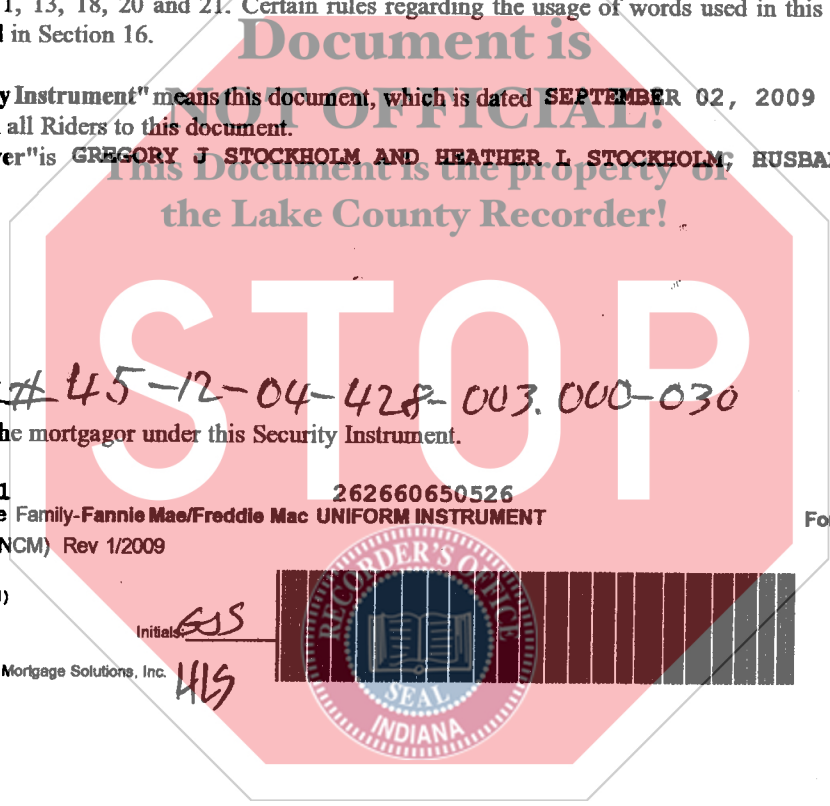 1, 13, 18, 20 and 21. Certain rules regarding the usage of words used in this
in Section 16.
Document is
y Instrument" means this document, which is dated SEPTEMBER 02, 2009
NOT OFFICIAL!
all Riders to this document.
er" is GREGORY J STOCKHOLM AND HEATHER L STOCKHOLM, HUSBA
This Document is the property of
the Lake County Recorder!
STOP
# 45-12-04-428-003.000-030
he mortgagor under this Security Instrument.
1 262660650526
e Family-Fannie Mae/Freddie Mac UNIFORM INSTRUMENT Fo
NCM) Rev 1/2009
Initials: GJS
Mortgage Solutions, Inc. HLS
RECORDER'S OFFICE
SEAL
INDIANA